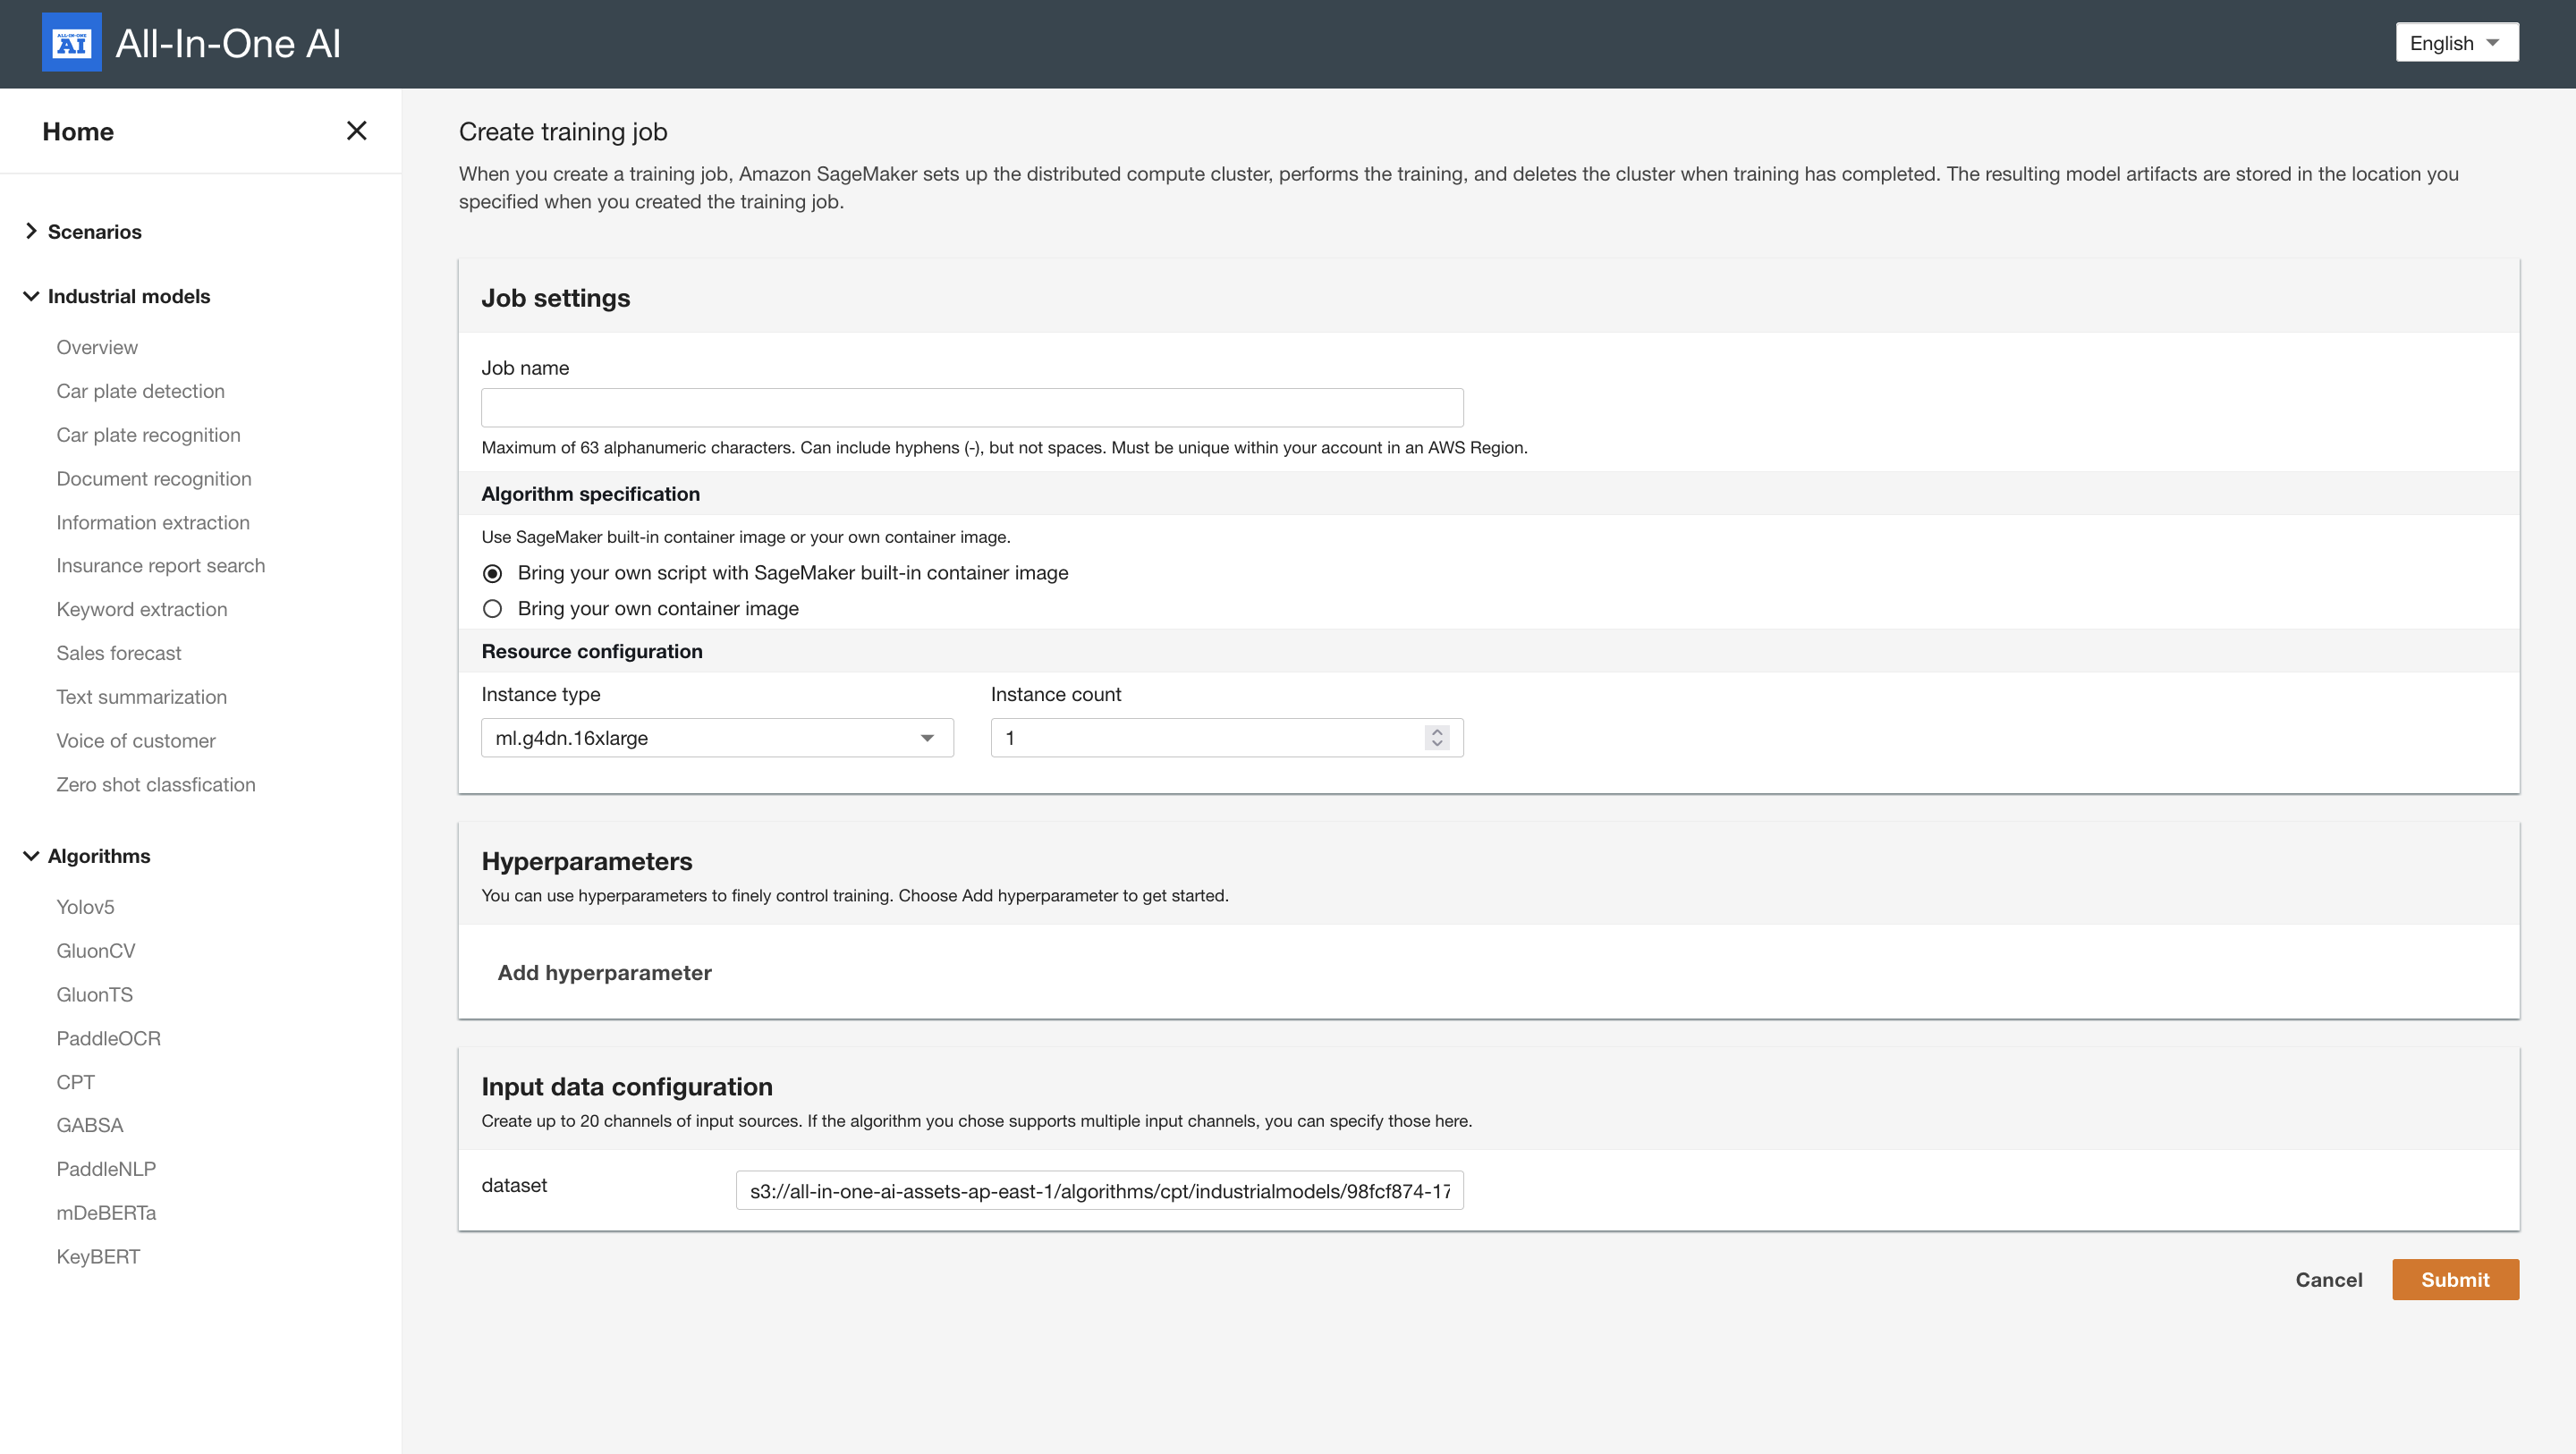 ALL-IN-ONE
AI
All-In-One AI
English
Home
Scenarios
Industrial models
Overview
Car plate detection
Car plate recognition
Document recognition
Information extraction
Insurance report search
Keyword extraction
Sales forecast
Text summarization
Voice of customer
Zero shot classfication
Algorithms
Yolov5
GluonCV
GluonTS
PaddleOCR
CPT
GABSA
PaddleNLP
mDeBERTa
KeyBERT
Create training job
When you create a training job, Amazon SageMaker sets up the distributed compute cluster, performs the training, and deletes the cluster when training has completed. The resulting model artifacts are stored in the location you
specified when you created the training job.
Job settings
Job name
Maximum of 63 alphanumeric characters. Can include hyphens (-), but not spaces. Must be unique within your account in an AWS Region.
Algorithm specification
Use SageMaker built-in container image or your own container image.
Bring your own script with SageMaker built-in container image
Bring your own container image
Resource configuration
Instance type Instance count
ml.g4dn.16xlarge 1
Hyperparameters
You can use hyperparameters to finely control training. Choose Add hyperparameter to get started.
Add hyperparameter
Input data configuration
Create up to 20 channels of input sources. If the algorithm you chose supports multiple input channels, you can specify those here.
dataset s3://all-in-one-ai-assets-ap-east-1/algorithms/cpt/industrialmodels/98fcf874-17
Cancel Submit